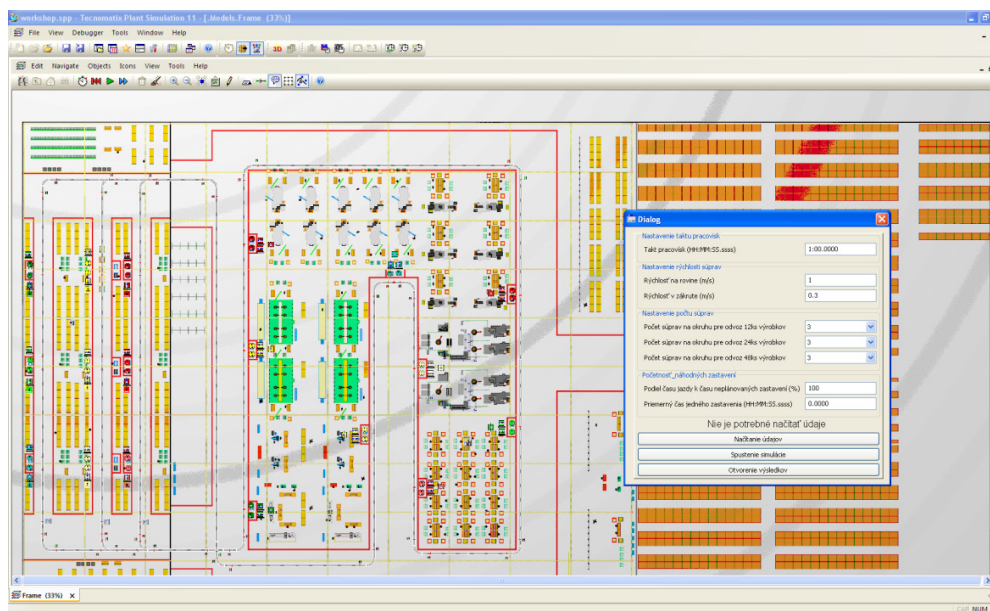 workshop.spp - Tecnomatix Plant Simulation 11 - [.Models.Frame (33%)]
File View Debugger Tools Window Help
Edit Navigate Objects Icons View Tools Help
Dialog
Nastavenie taktu pracovísk
Takt pracovísk (HH:MM:SS.ssss) 1:00.0000
Nastavenie rýchlosti súprav
Rýchlosť na rovine (m/s) 1
Rýchlosť v zákrute (m/s) 0.3
Nastavenie počtu súprav
Počet súprav na okruhu pre odvoz 12ks výrobkov 3
Počet súprav na okruhu pre odvoz 24ks výrobkov 3
Počet súprav na okruhu pre odvoz 48ks výrobkov 3
Početnosť_náhodných zastavení
Podiel času jazdy k času neplánovaných zastavení (%) 100
Priemerný čas jedného zastavenia (HH:MM:SS.ssss) 0.0000
Nie je potrebné načítať údaje
Načítanie údajov
Spustenie simulácie
Otvorenie výsledkov
Frame (33%) x
CAP NUM